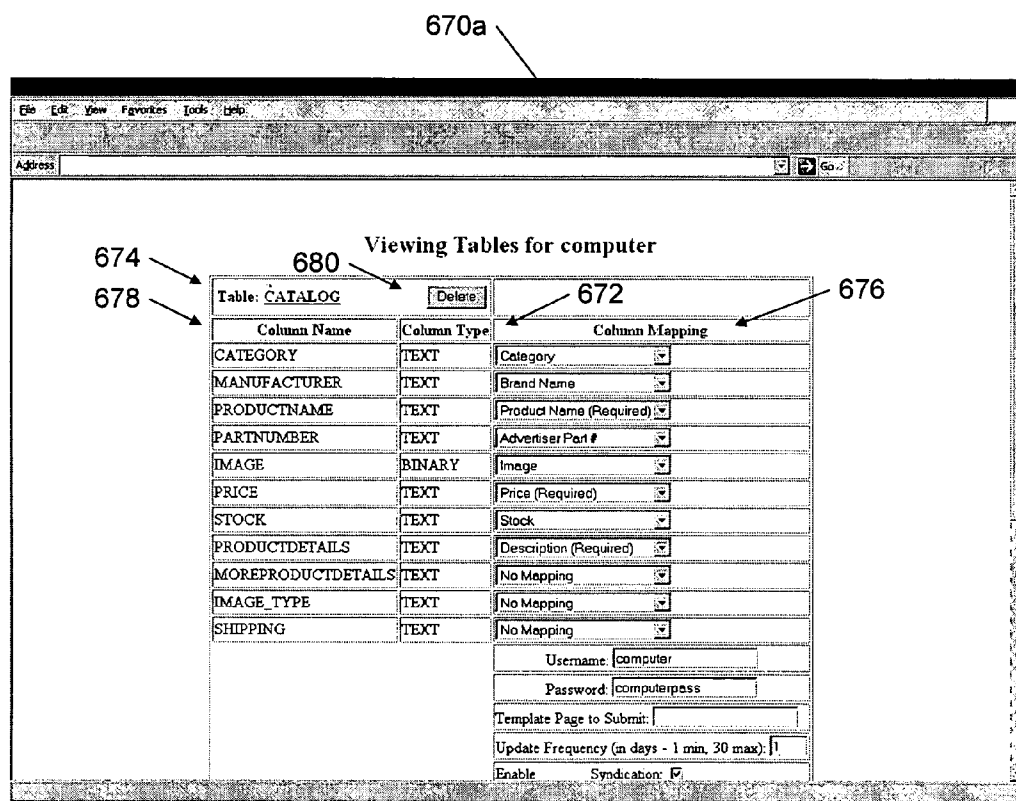 670a
File Edit View Favorites Tools Help
Address Go
Viewing Tables for computer
674
680
678
672
676
Table: CATALOG Delete
Column Name Column Type Column Mapping
CATEGORY TEXT Category
MANUFACTURER TEXT Brand Name
PRODUCTNAME TEXT Product Name (Required)
PARTNUMBER TEXT Advertiser Part #
IMAGE BINARY Image
PRICE TEXT Price (Required)
STOCK TEXT Stock
PRODUCTDETAILS TEXT Description (Required)
MOREPRODUCTDETAILS TEXT No Mapping
IMAGE_TYPE TEXT No Mapping
SHIPPING TEXT No Mapping
Username: computer
Password: computerpass
Template Page to Submit:
Update Frequency (in days - 1 min, 30 max): 1
Enable Syndication: